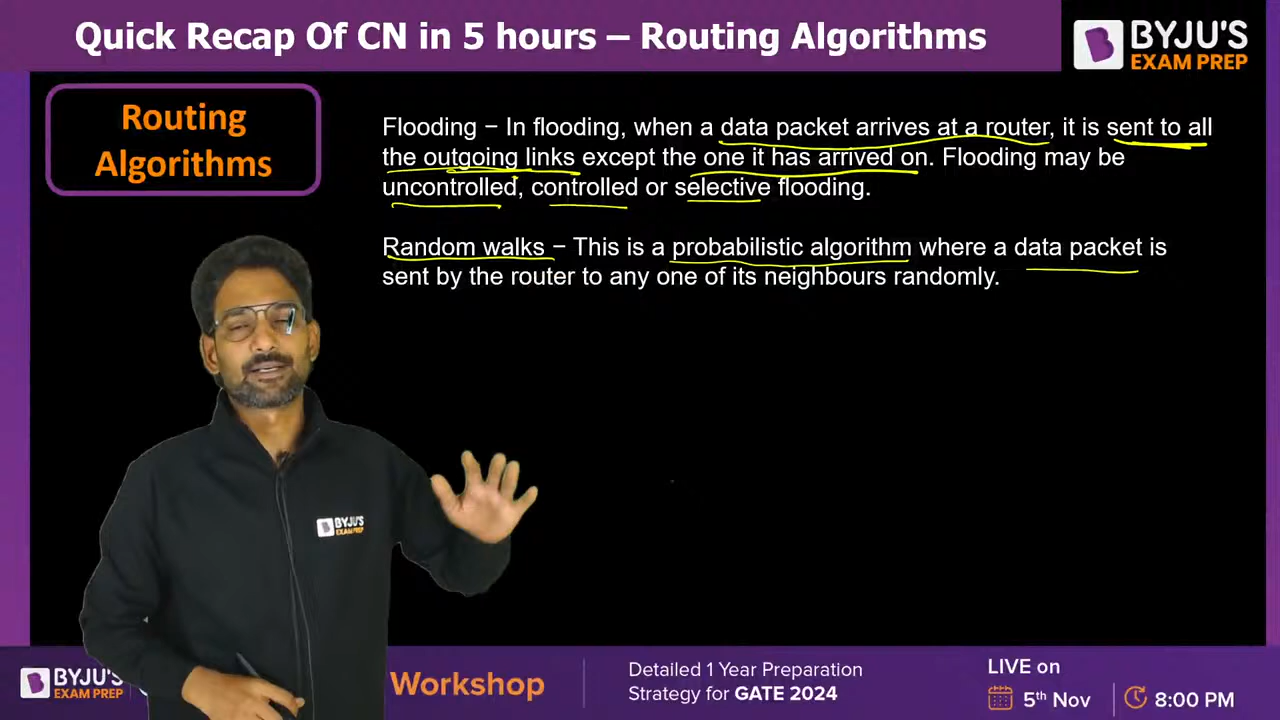 Quick Recap Of CN in 5 hours – Routing Algorithms
BYJU'S
EXAM PREP
Routing
Algorithms
Flooding − In flooding, when a data packet arrives at a router, it is sent to all
the outgoing links except the one it has arrived on. Flooding may be
uncontrolled, controlled or selective flooding.
Random walks − This is a probabilistic algorithm where a data packet is
sent by the router to any one of its neighbours randomly.
BYJU'S
EXAM PREP
BYJU'S
EXAM PREP
Workshop
Detailed 1 Year Preparation
Strategy for GATE 2024
LIVE on
5th Nov
8:00 PM